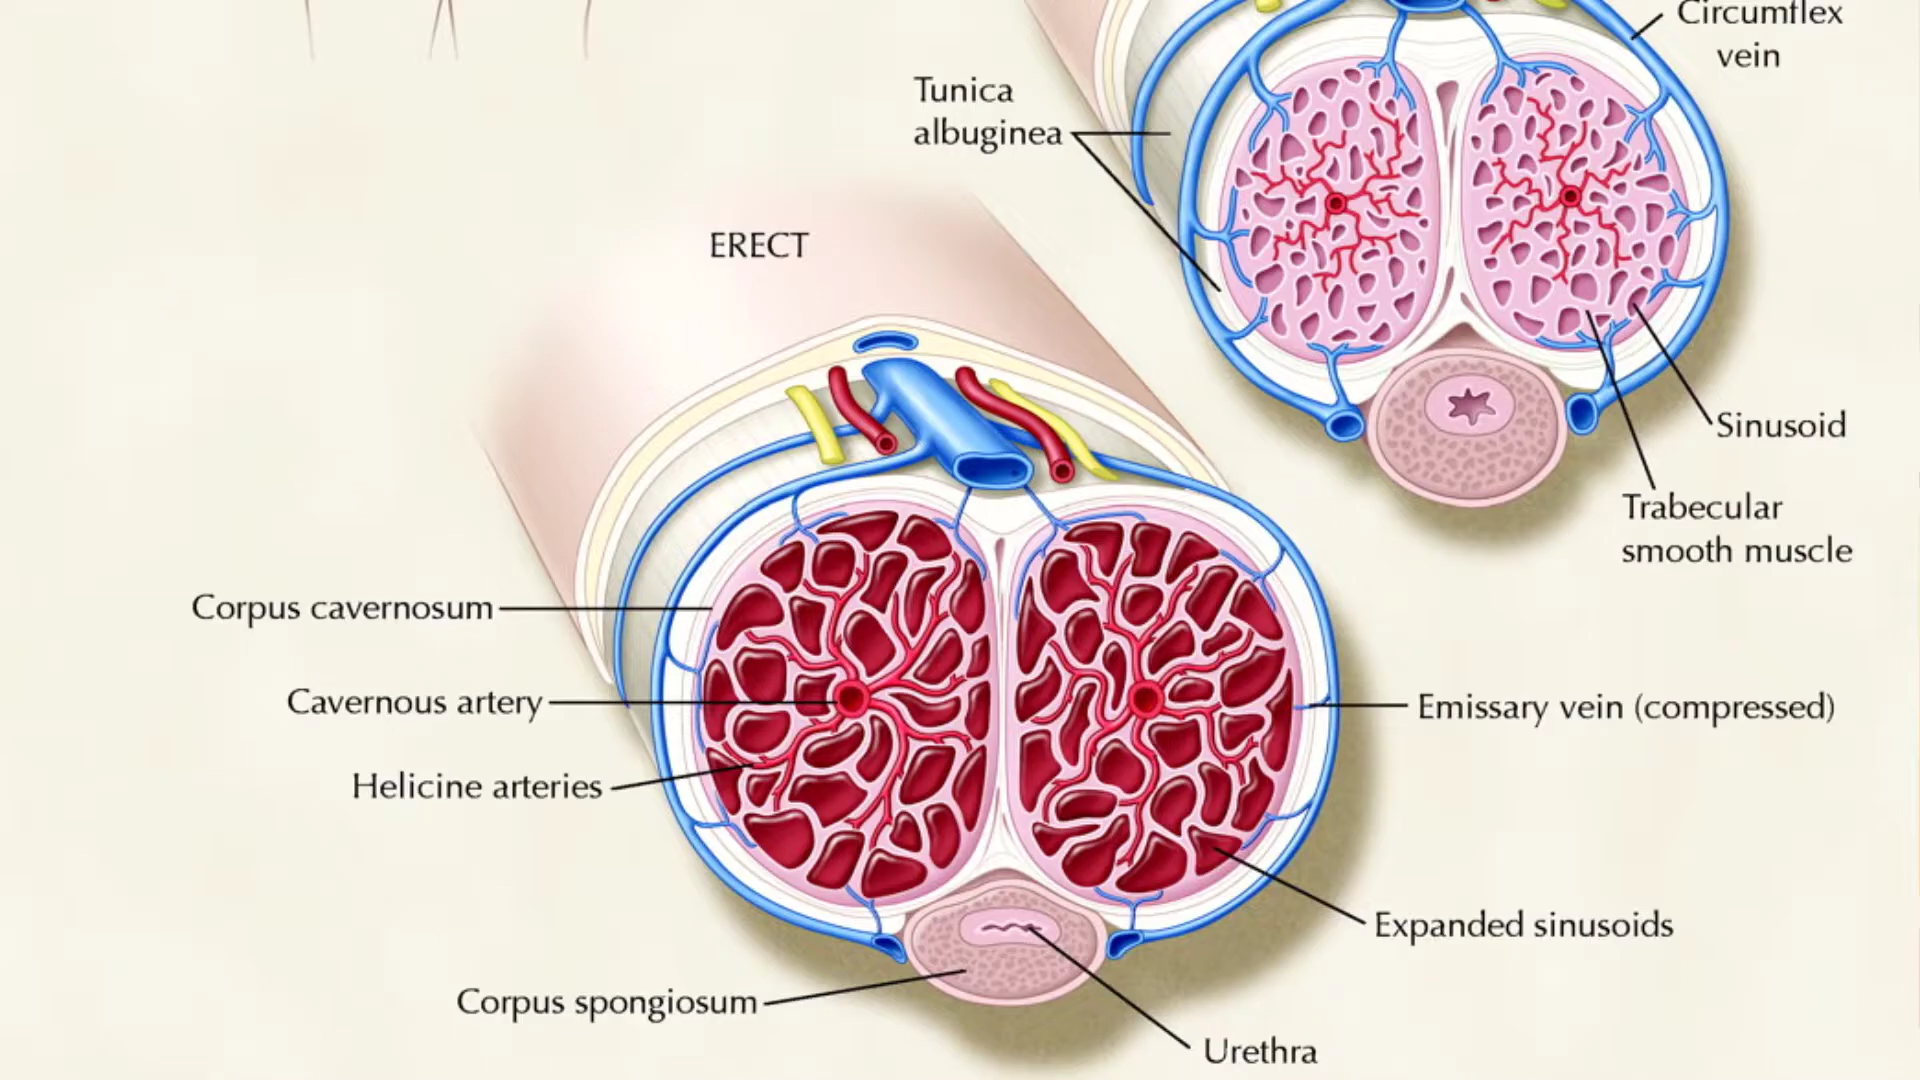 Circumflex
vein
Tunica
albuginea
ERECT
Sinusoid
Trabecular
smooth muscle
Corpus cavernosum
Cavernous artery
Emissary vein (compressed)
Helicine arteries
Expanded sinusoids
Corpus spongiosum
Urethra